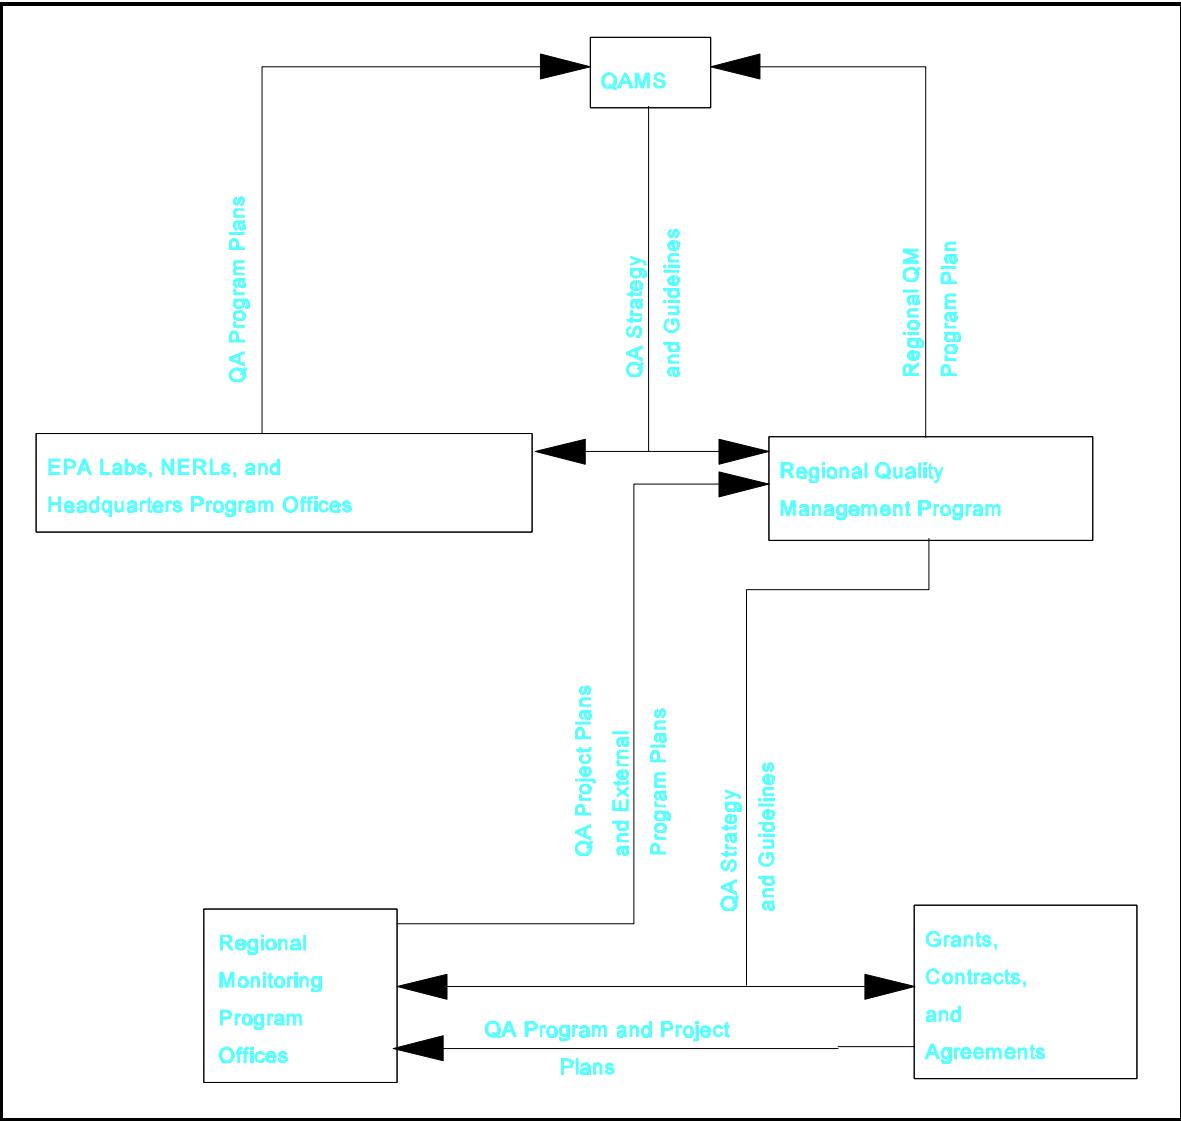 QAMS
QA Program Plans
QA Strategy
and Guidelines
Regional QM
Program Plan
EPA Labs, NERLs, and
Headquarters Program Offices
Regional Quality
Management Program
QA Project Plans
and External
Program Plans
QA Strategy
and Guidelines
Regional
Monitoring
Program
Offices
Grants,
Contracts,
and
Agreements
QA Program and Project
Plans